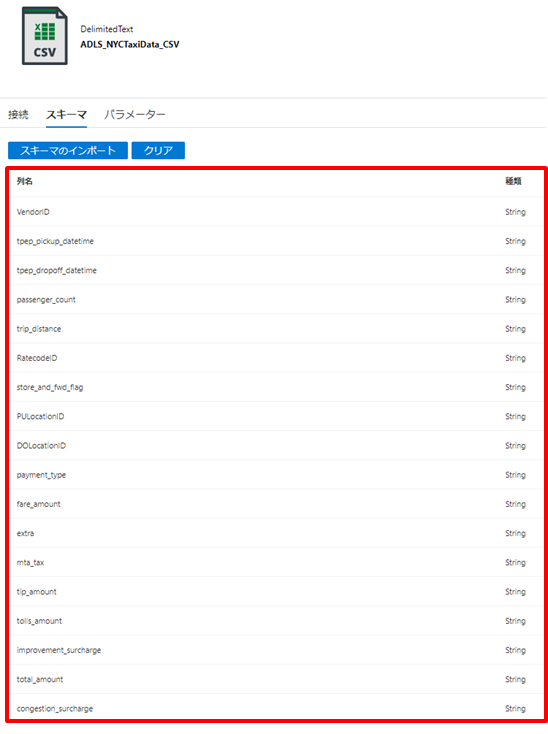 CSV
DelimitedText
ADLS_NYCTaxiData_CSV
接続 スキーマ パラメーター
スキーマのインポート クリア
列名 種類
VendorID String
tpep_pickup_datetime String
tpep_dropoff_datetime String
passenger_count String
trip_distance String
RatecodeID String
store_and_fwd_flag String
PULocationID String
DOLocationID String
payment_type String
fare_amount String
extra String
mta_tax String
tip_amount String
tolls_amount String
improvement_surcharge String
total_amount String
congestion_surcharge String